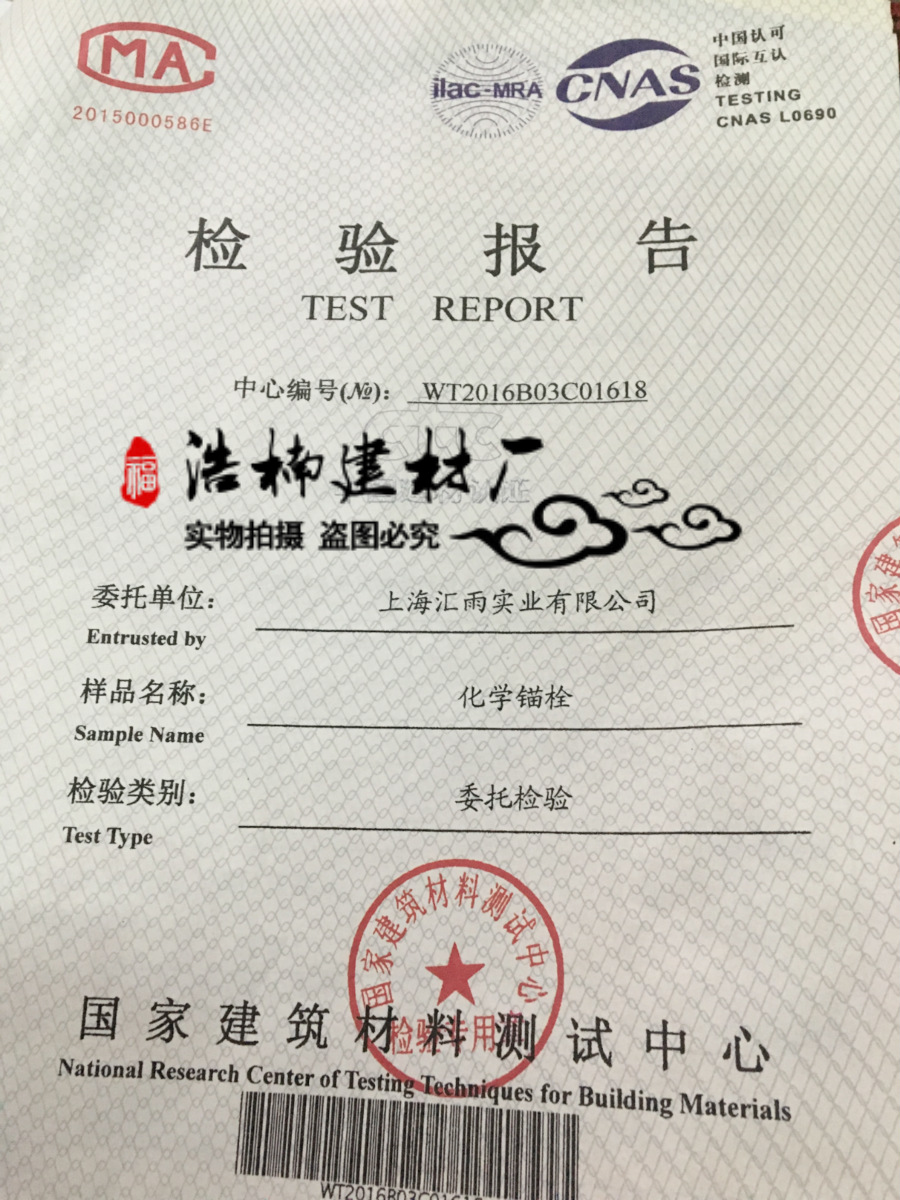 MA
2015000586E
ilac-MRA
CNAS
中国认可
国际互认
检测
TESTING
CNAS L0690
检验报告
TEST REPORT
中心编号(№): WT2016B03C01618
福
浩楠建材厂
实物拍摄 盗图必究
委托单位: 上海汇雨实业有限公司
Entrusted by
样品名称: 化学锚栓
Sample Name
检验类别: 委托检验
Test Type
国家建
国家建筑材料测试中心
检验专用
国家建筑材料测试中心
National Research Center of Testing Techniques for Building Materials
WT2016B03C01618